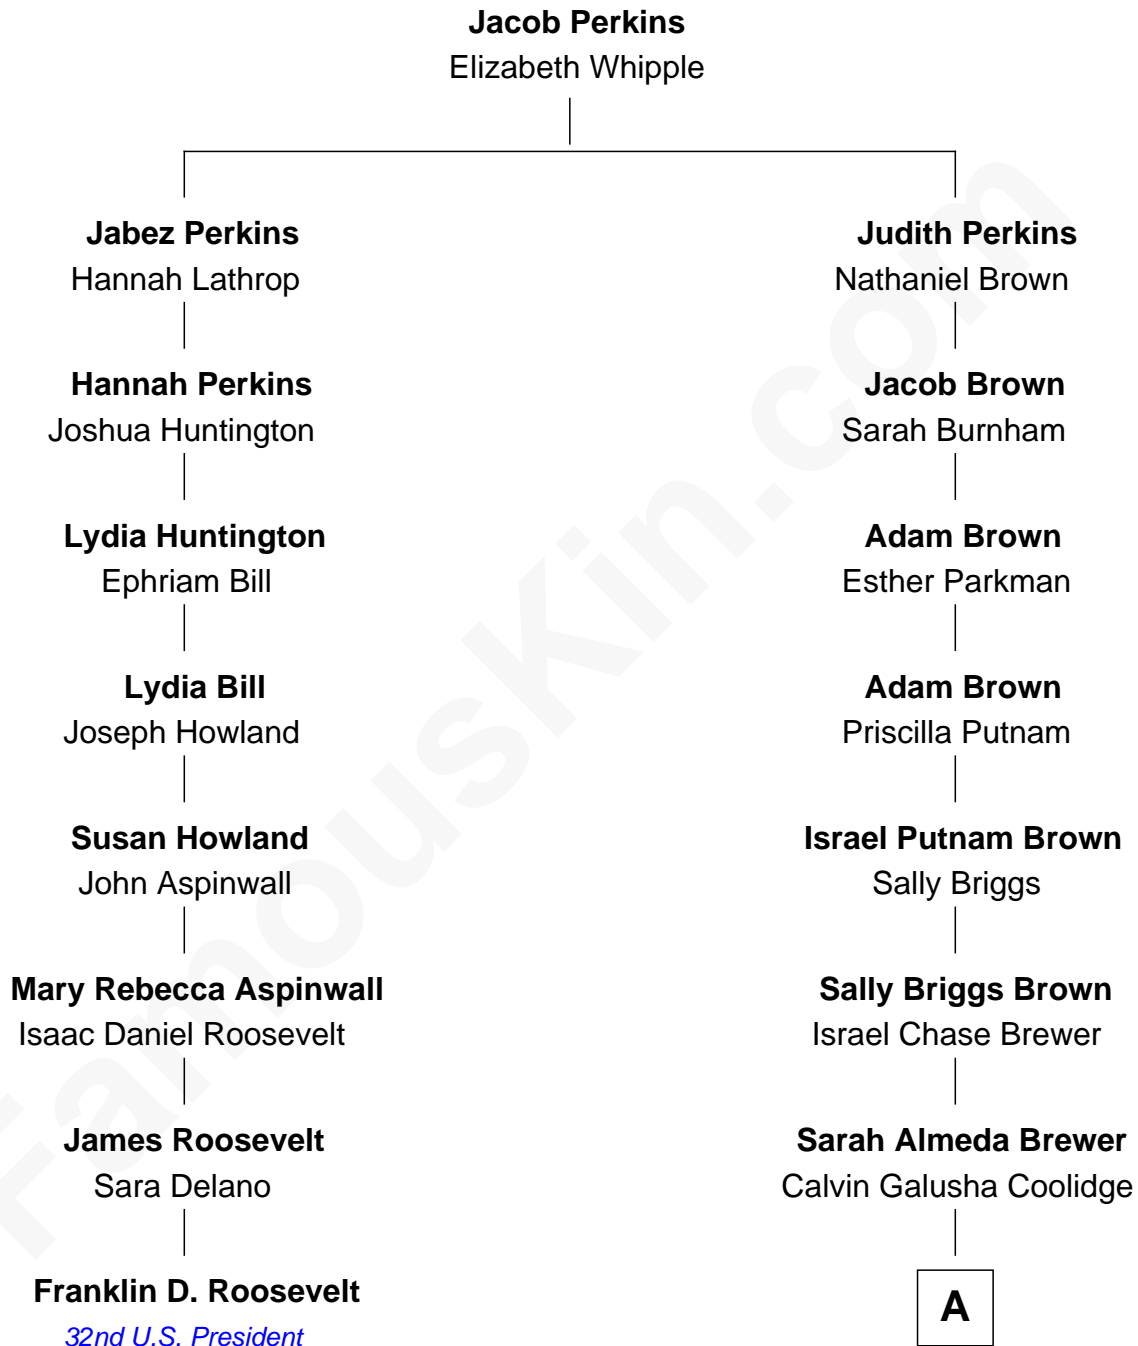 Jacob Perkins
Elizabeth Whipple
Jabez Perkins
Hannah Lathrop
Judith Perkins
Nathaniel Brown
Hannah Perkins
Joshua Huntington
Jacob Brown
Sarah Burnham
Lydia Huntington
Ephriam Bill
Adam Brown
Esther Parkman
Lydia Bill
Joseph Howland
Adam Brown
Priscilla Putnam
Susan Howland
John Aspinwall
Israel Putnam Brown
Sally Briggs
Mary Rebecca Aspinwall
Isaac Daniel Roosevelt
Sally Briggs Brown
Israel Chase Brewer
James Roosevelt
Sara Delano
Sarah Almeda Brewer
Calvin Galusha Coolidge
Franklin D. Roosevelt
32nd U.S. President
A
FamousKin.com